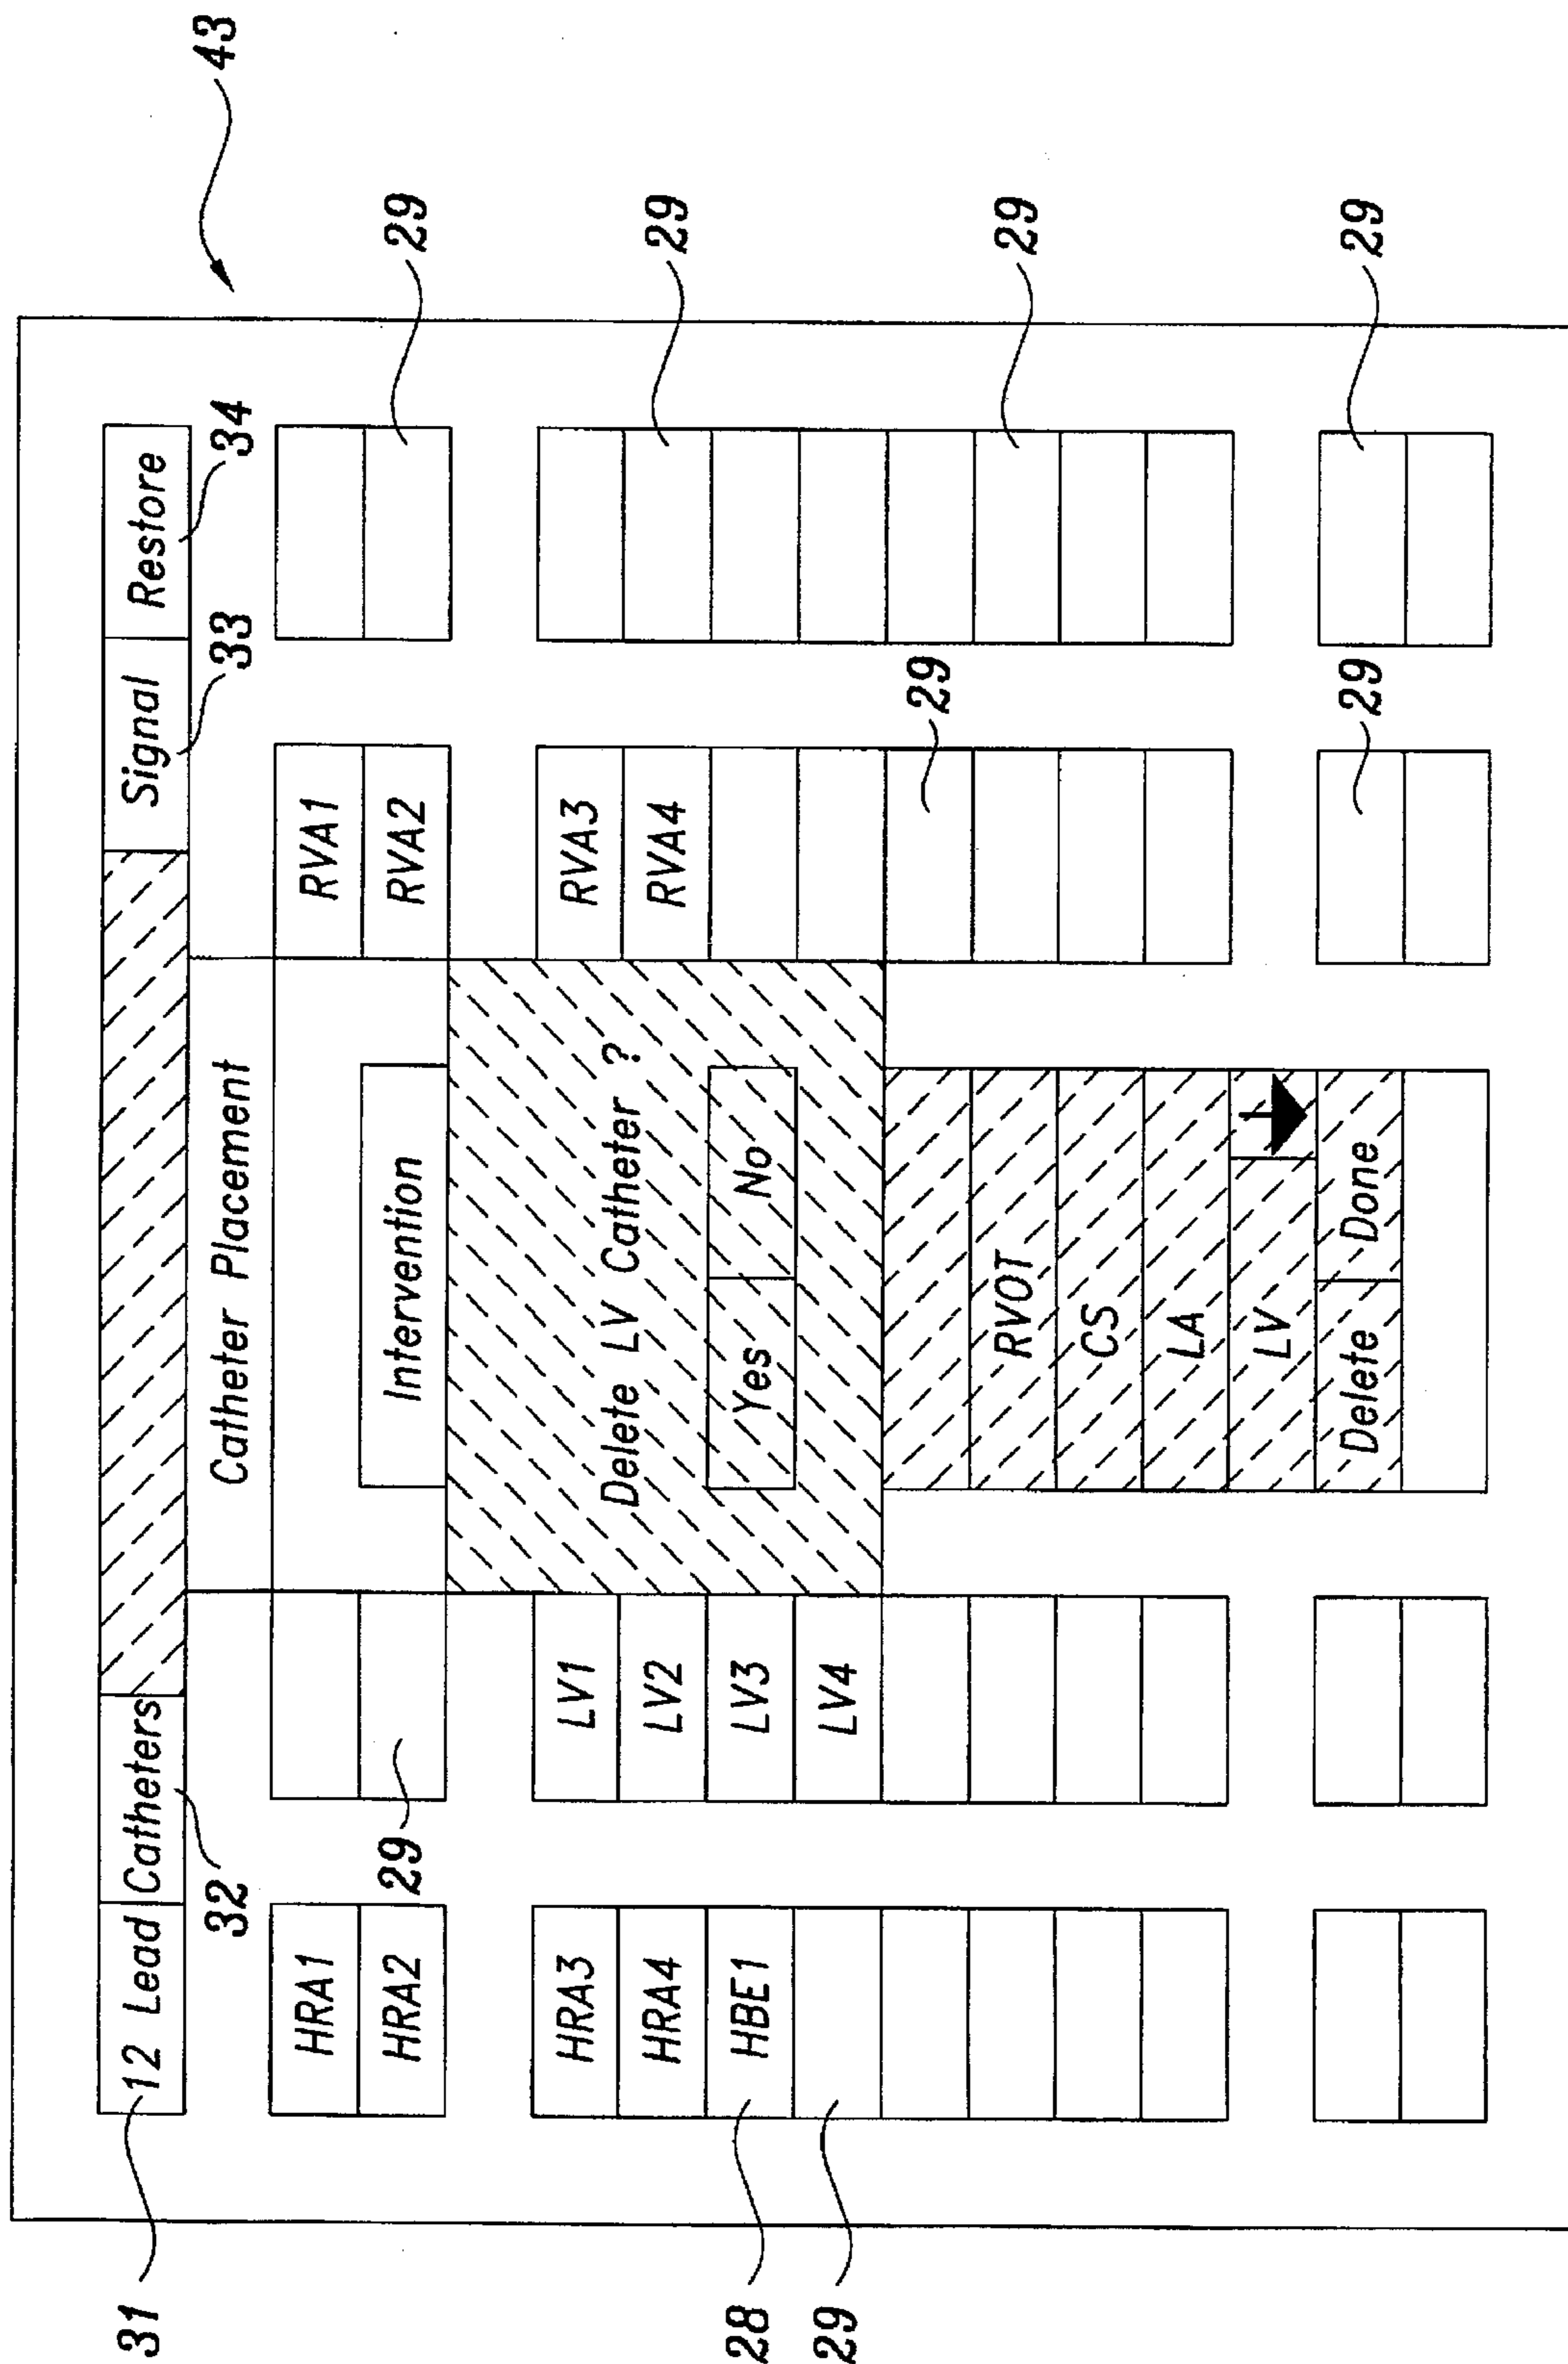 31 12 Lead Catheters Signal Restore
32 Catheter Placement 33 34 43
HRA1 RVA1
HRA2 29 Intervention RVA2 29
HRA3 LV1 RVA3
Delete LV Catheter ?
HRA4 LV2 RVA4 29
28 HBE1 LV3 Yes No
29 LV4
29
RVOT 29
CS
LA
LV
Delete Done 29 29